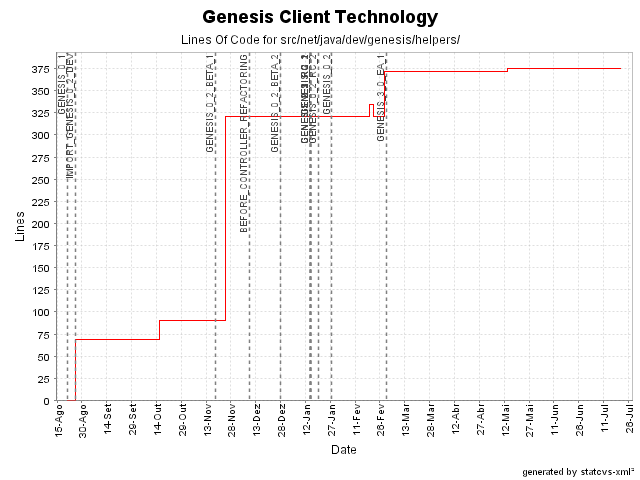 Genesis Client Technology
Lines Of Code for src/net/java/dev/genesis/helpers/
Lines
375
350
325
300
275
250
225
200
175
150
125
100
75
50
25
0
GENESIS_0_1
IMPORT_GENESIS_0_2_DEV
GENESIS_0_2_BETA_1
BEFORE_CONTROLLER_REFACTORING
GENESIS_0_2_BETA_2
GENESIS_0_2_RC_2
GENESIS_0_2
GENESIS_3_0_EA_1
15-Ago
30-Ago
14-Set
29-Set
14-Out
29-Out
13-Nov
28-Nov
13-Dez
28-Dez
12-Jan
27-Jan
11-Fev
26-Fev
13-Mar
28-Mar
12-Abr
27-Abr
12-Mai
27-Mai
11-Jun
26-Jun
11-Jul
26-Jul
Date
generated by statcvs-xml²